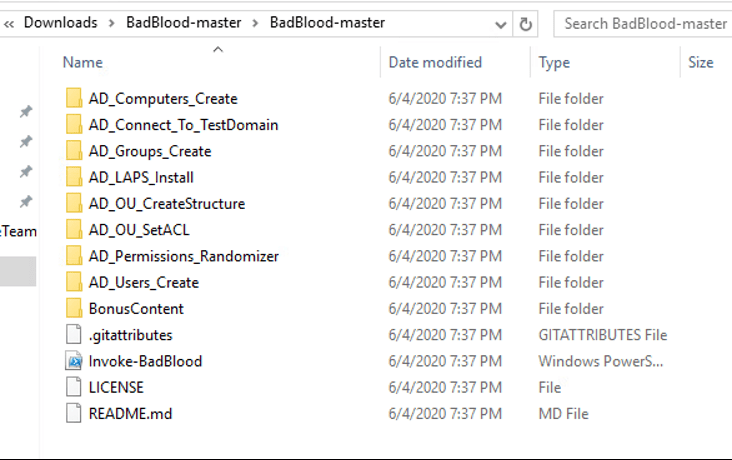 « Downloads > BadBlood-master > BadBlood-master Search BadBlood-master
Name Date modified Type Size
AD_Computers_Create 6/4/2020 7:37 PM File folder
AD_Connect_To_TestDomain 6/4/2020 7:37 PM File folder
AD_Groups_Create 6/4/2020 7:37 PM File folder
AD_LAPS_Install 6/4/2020 7:37 PM File folder
AD_OU_CreateStructure 6/4/2020 7:37 PM File folder
eTeam AD_OU_SetACL 6/4/2020 7:37 PM File folder
AD_Permissions_Randomizer 6/4/2020 7:37 PM File folder
AD_Users_Create 6/4/2020 7:37 PM File folder
BonusContent 6/4/2020 7:37 PM File folder
.gitattributes 6/4/2020 7:37 PM GITATTRIBUTES File
Invoke-BadBlood 6/4/2020 7:37 PM Windows PowerS...
LICENSE 6/4/2020 7:37 PM File
README.md 6/4/2020 7:37 PM MD File